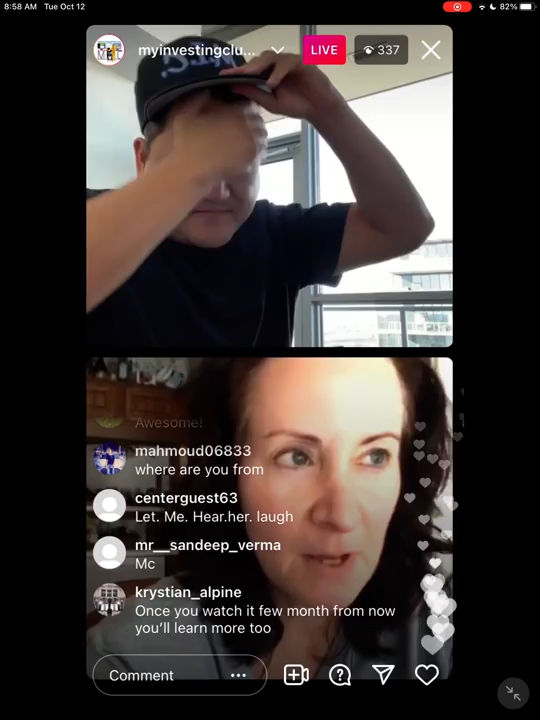 8:58 AM Tue Oct 12
82%
myinvestingclu...
LIVE
337
Awesome!
mahmoud06833
where are you from
centerguest63
Let. Me. Hear.her. laugh
mr__sandeep_verma
Mc
krystian_alpine
Once you watch it few month from now
you'll learn more too
Comment